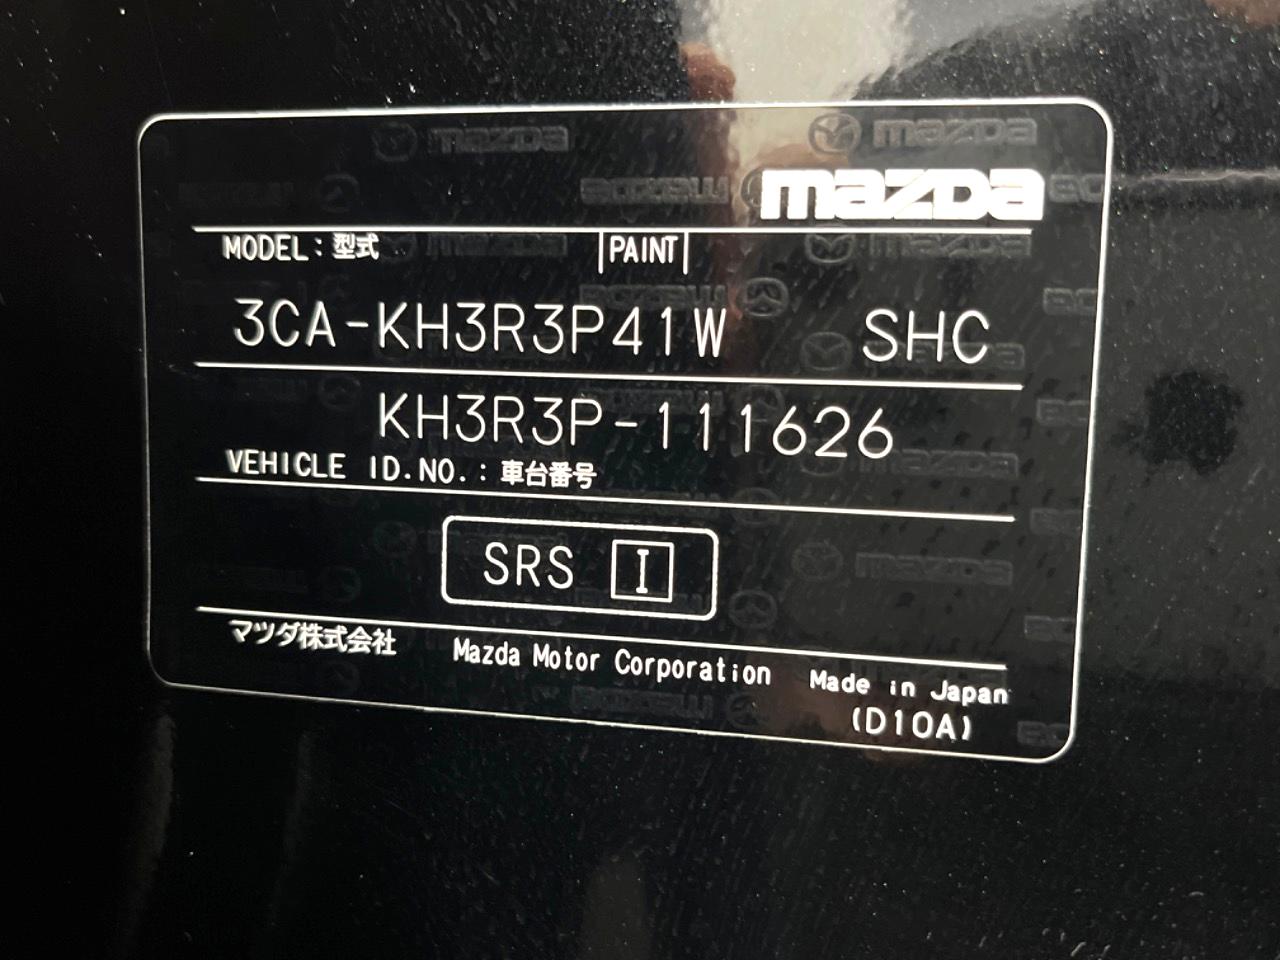 mazda
MODEL：型式 PAINT
3CA-KH3R3P41W SHC
KH3R3P-111626
VEHICLE ID.NO.：車台番号
SRS I
マツダ株式会社 Mazda Motor Corporation Made in Japan
(D10A)